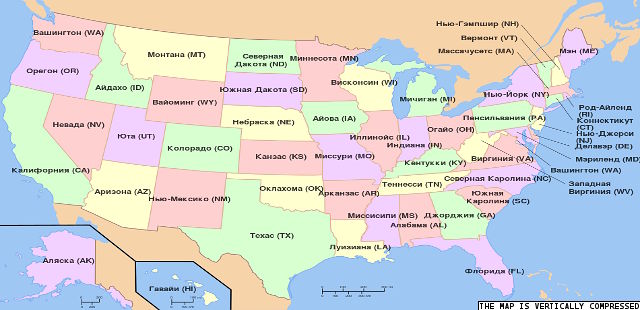 Нью-Гэмпшир (NH)
Вермонт (VT)
Массачусетс (MA)
Вашингтон (WA)
Монтана (MT)
Северная
Дакота (ND)
Миннесота (MN)
Мэн (ME)
Орегон (OR)
Айдахо (ID)
Висконсин (WI)
Южная Дакота (SD)
Мичиган (MI)
Нью-Йорк (NY)
Вайоминг (WY)
Род-Айленд
(RI)
Коннектикут
(CT)
Нью-Джерси
(NJ)
Делавэр (DE)
Мэриленд (MD)
Вашингтон (WA)
Западная
Виргиния (WV)
Небраска (NE)
Айова (IA)
Пенсильвания (PA)
Невада (NV)
Юта (UT)
Колорадо (CO)
Иллинойс (IL)
Огайо (OH)
Индиана (IN)
Канзас (KS)
Миссури (MO)
Кентукки (KY)
Виргиния (VA)
Калифорния (CA)
Аризона (AZ)
Нью-Мексико (NM)
Оклахома (OK)
Арканзас (AR)
Теннесси (TN)
Северная Каролина (NC)
Южная
Каролина (SC)
Миссисипи (MS)
Джорджия (GA)
Алабама (AL)
Техас (TX)
Луизиана (LA)
Флорида (FL)
Аляска (AK)
Гавайи (HI)
THE MAP IS VERTICALLY COMPRESSED